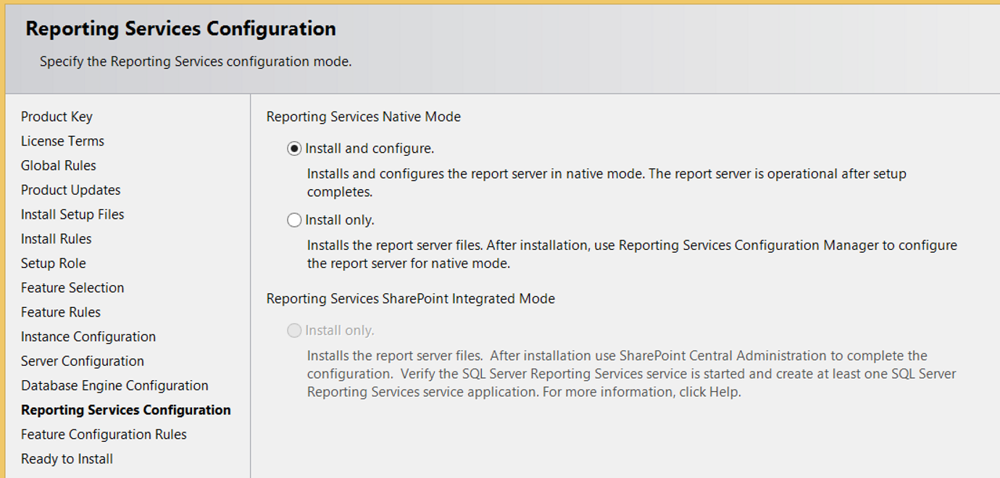 Reporting Services Configuration
Specify the Reporting Services configuration mode.
Product Key
License Terms
Global Rules
Product Updates
Install Setup Files
Install Rules
Setup Role
Feature Selection
Feature Rules
Instance Configuration
Server Configuration
Database Engine Configuration
Reporting Services Configuration
Feature Configuration Rules
Ready to Install
Reporting Services Native Mode
Install and configure.
Installs and configures the report server in native mode. The report server is operational after setup
completes.
Install only.
Installs the report server files. After installation, use Reporting Services Configuration Manager to configure
the report server for native mode.
Reporting Services SharePoint Integrated Mode
Install only.
Installs the report server files.  After installation use SharePoint Central Administration to complete the
configuration.  Verify the SQL Server Reporting Services service is started and create at least one SQL Server
Reporting Services service application. For more information, click Help.